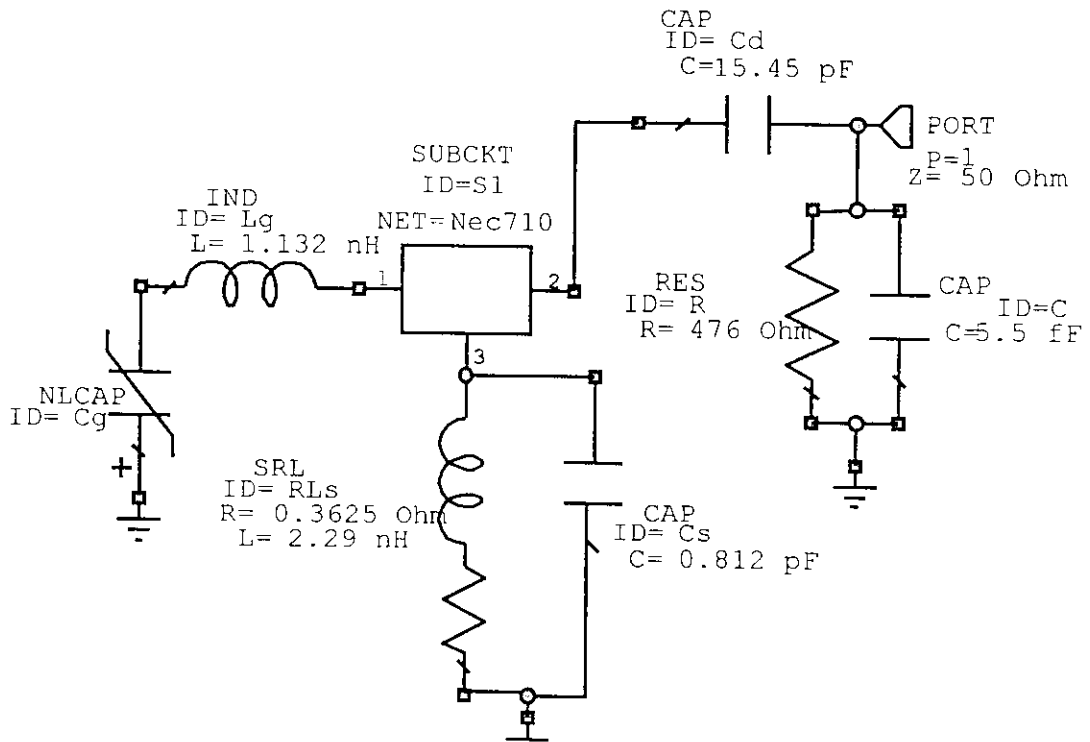 CAP
ID= Cd
C=15.45 pF
PORT
P=1
Z= 50 Ohm
SUBCKT
ID=S1
NET=Nec710
IND
ID= Lg
L= 1.132 nH
1
2
3
RES
ID= R
R= 476 Ohm
CAP
ID=C
C=5.5 fF
NLCAP
ID= Cg
+
SRL
ID= RLs
R= 0.3625 Ohm
L= 2.29 nH
CAP
ID= Cs
C= 0.812 pF